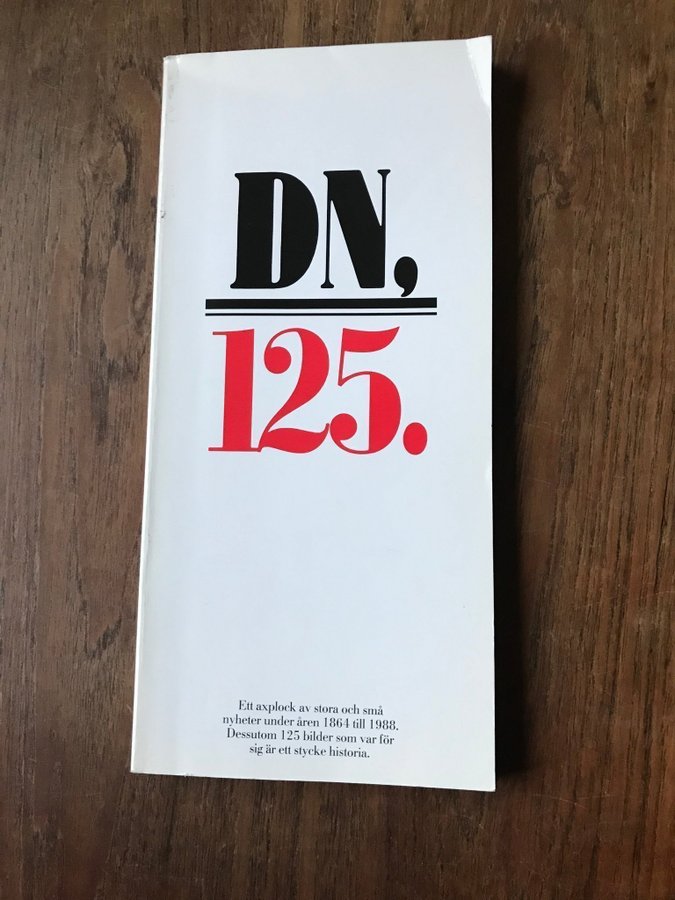 DN,
125.
Ett axplock av stora och små
nyheter under åren 1864 till 1988.
Dessutom 125 bilder som var för
sig är ett stycke historia.